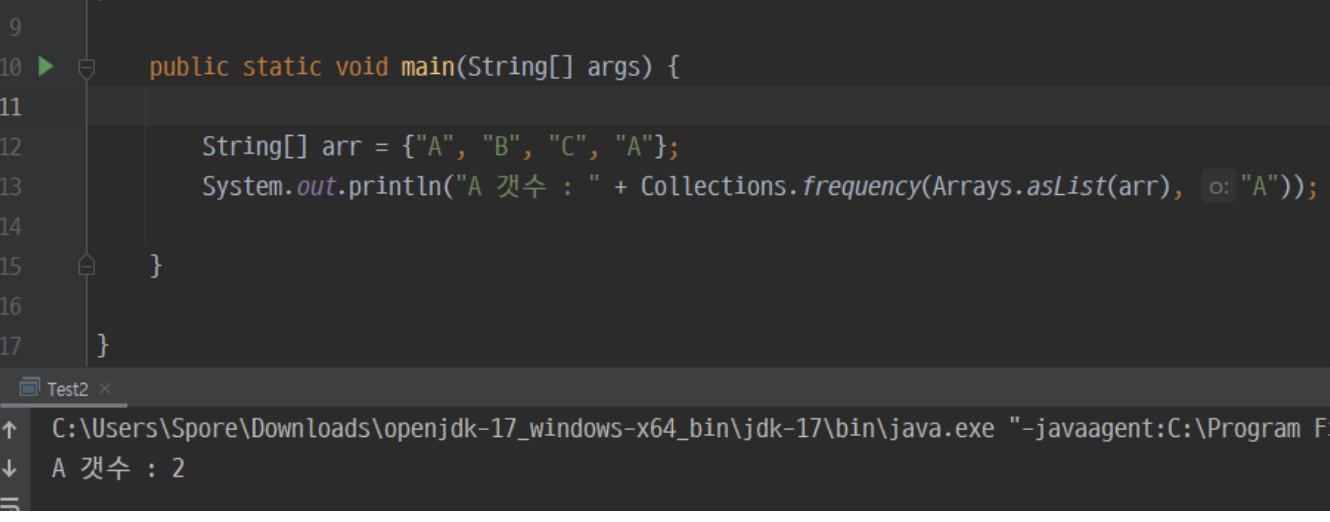 9
10 public static void main(String[] args) {
11
12 String[] arr = {"A", "B", "C", "A"};
13 System.out.println("A 갯수 : " + Collections.frequency(Arrays.asList(arr), o: "A"));
14
15 }
16
17 }
Test2
C:\Users\Spore\Downloads\openjdk-17_windows-x64_bin\jdk-17\bin\java.exe "-javaagent:C:\Program
A 갯수 : 2